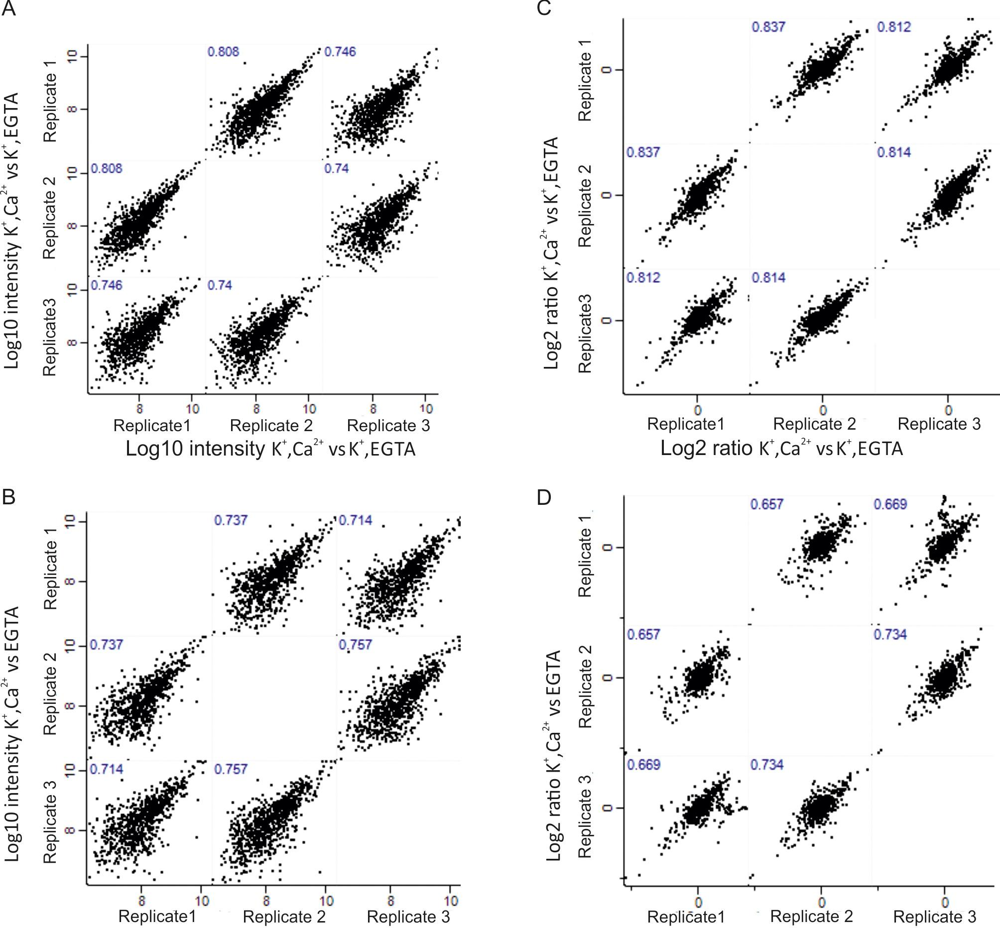 A
Log10 intensity K⁺,Ca²⁺ vs K⁺,EGTA
Replicate 1
10
8
0.808
0.746
Replicate 2
10
8
0.808
0.74
Replicate3
10
8
0.746
0.74
8 10 8 10 8 10
Replicate1 Replicate 2 Replicate 3
Log10 intensity K⁺,Ca²⁺ vs K⁺,EGTA
C
Log2 ratio K⁺,Ca²⁺ vs K⁺,EGTA
Replicate 1
0
0.837
0.812
Replicate 2
0
0.837
0.814
Replicate3
0
0.812
0.814
0 0 0
Replicate1 Replicate 2 Replicate 3
Log2 ratio K⁺,Ca²⁺ vs K⁺,EGTA
B
Log10 intensity K⁺,Ca²⁺ vs EGTA
Replicate 1
10
8
0.737
0.714
Replicate 2
10
8
0.737
0.757
Replicate 3
10
8
0.714
0.757
8 10 8 10 8 10
Replicate1 Replicate 2 Replicate 3
D
Log2 ratio K⁺,Ca²⁺ vs EGTA
Replicate 1
0
0.657
0.669
Replicate 2
0
0.657
0.734
Replicate 3
0
0.669
0.734
0 0 0
Replicate1 Replicate 2 Replicate 3